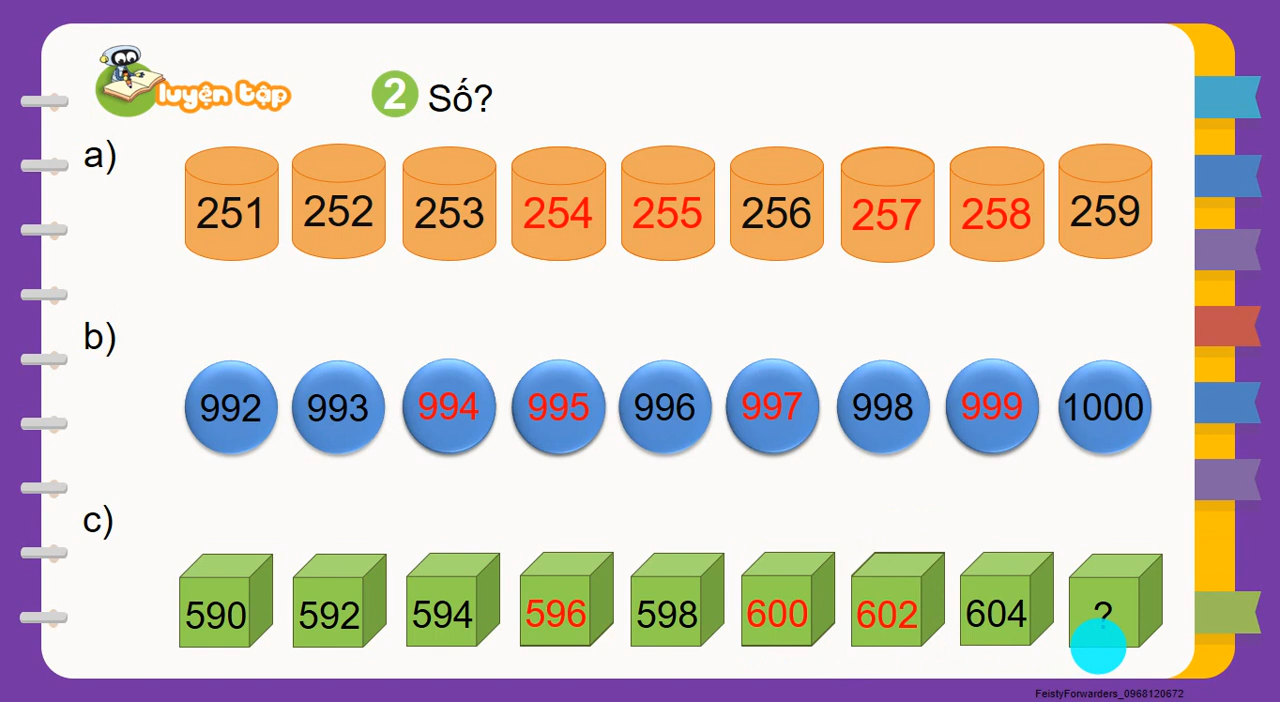 luyện tập
2 Số?
a)
251 252 253 254 255 256 257 258 259
b)
992 993 994 995 996 997 998 999 1000
c)
590 592 594 596 598 600 602 604 ?
FeistyForwarders_0968120672